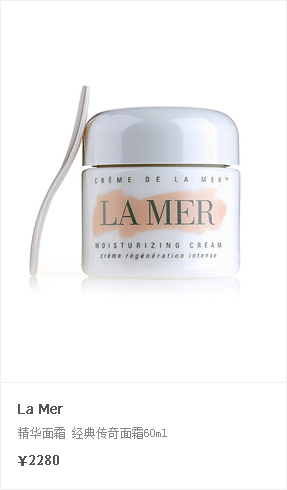 CRÈME DE LA MER™
LA MER
MOISTURIZING CREAM
crème régénération intense
La Mer
精华面霜 经典传奇面霜60ml
¥2280